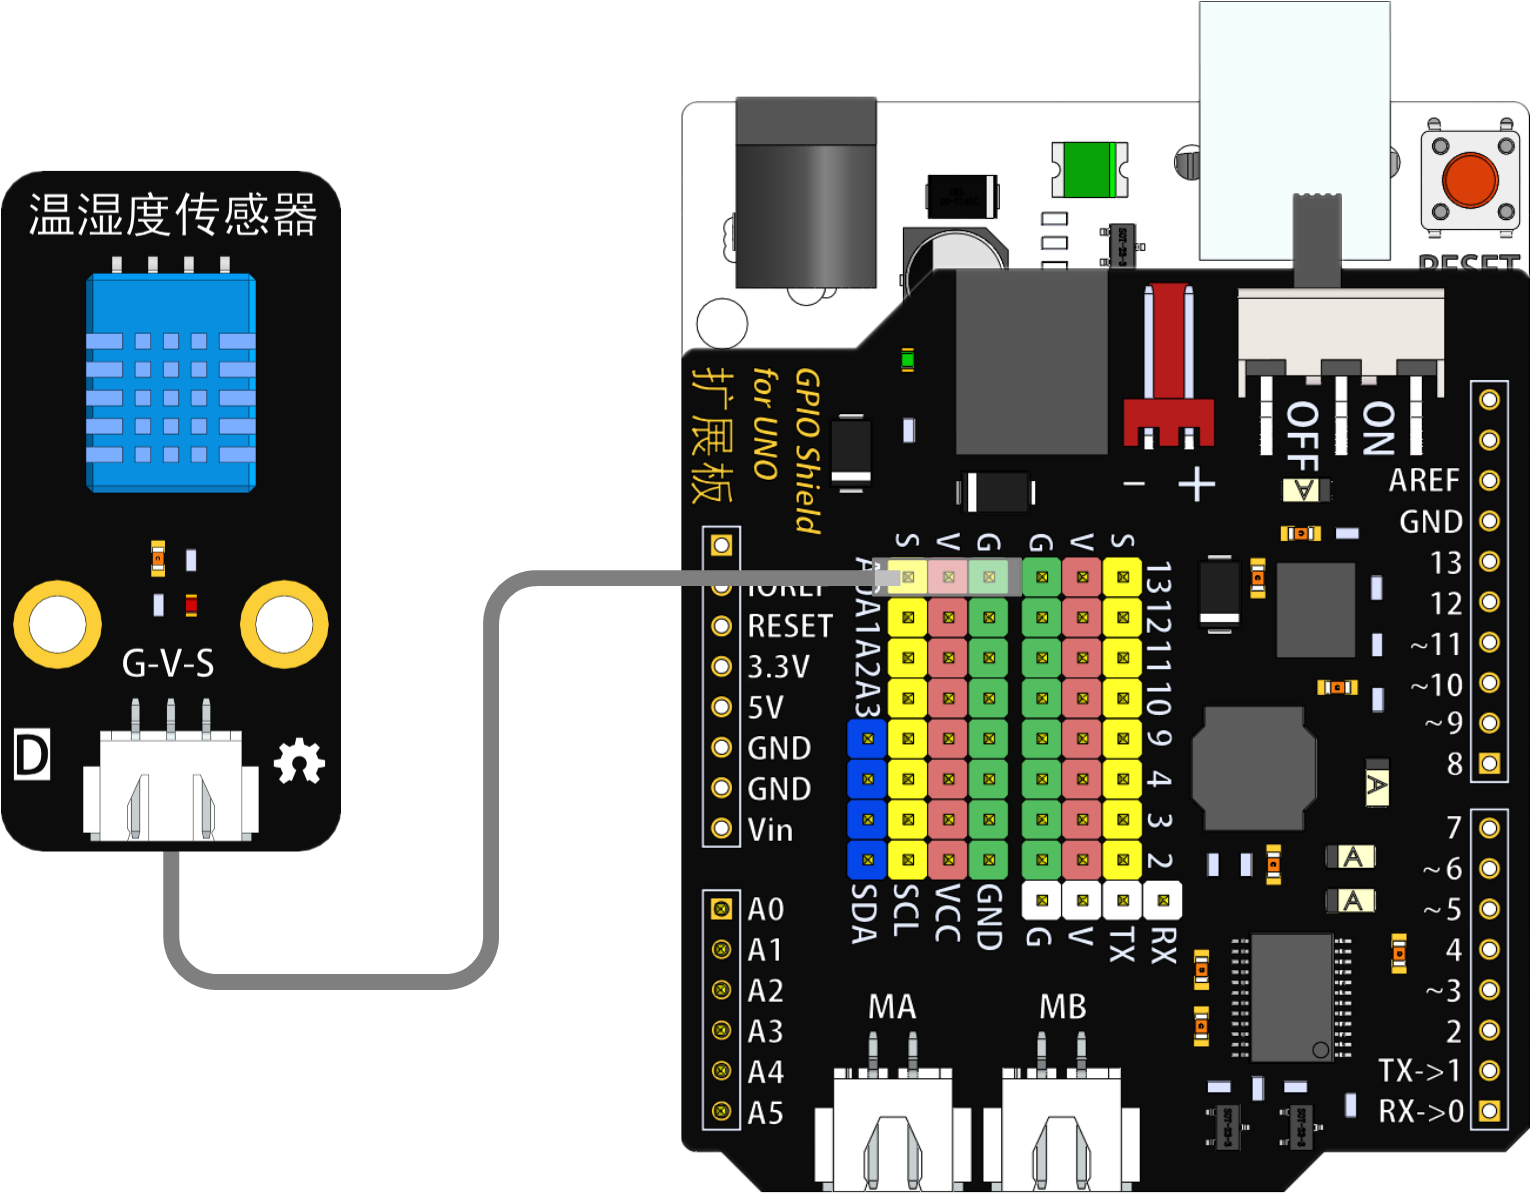 温湿度传感器
G-V-S
D
RESET
扩展板
GPIO Shield
for UNO
OFF
ON
- +
A
AREF
GND
13
12
~11
~10
~9
8
7
~6
~5
4
~3
2
TX->1
RX->0
S V G G V S
IOREF
RESET
3.3V
5V
GND
GND
Vin
A0
A1
A2
A3
A4
A5
A0
A1
A2
A3
13
12
11
10
9
4
3
2
SDA
SCL
VCC
GND
G
V
TX
RX
A
A
A
MA
MB